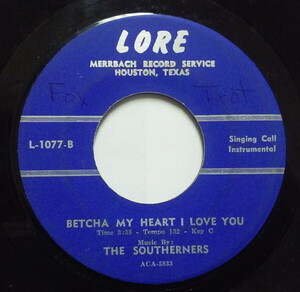 LORE
MERRBACH RECORD SERVICE
HOUSTON, TEXAS
Fox Trot
L-1077-B
Singing Call
Instrumental
BETCHA MY HEART I LOVE YOU
Time 2:35 - Tempo 132 - Key C
Music By:
THE SOUTHERNERS
ACA-5833